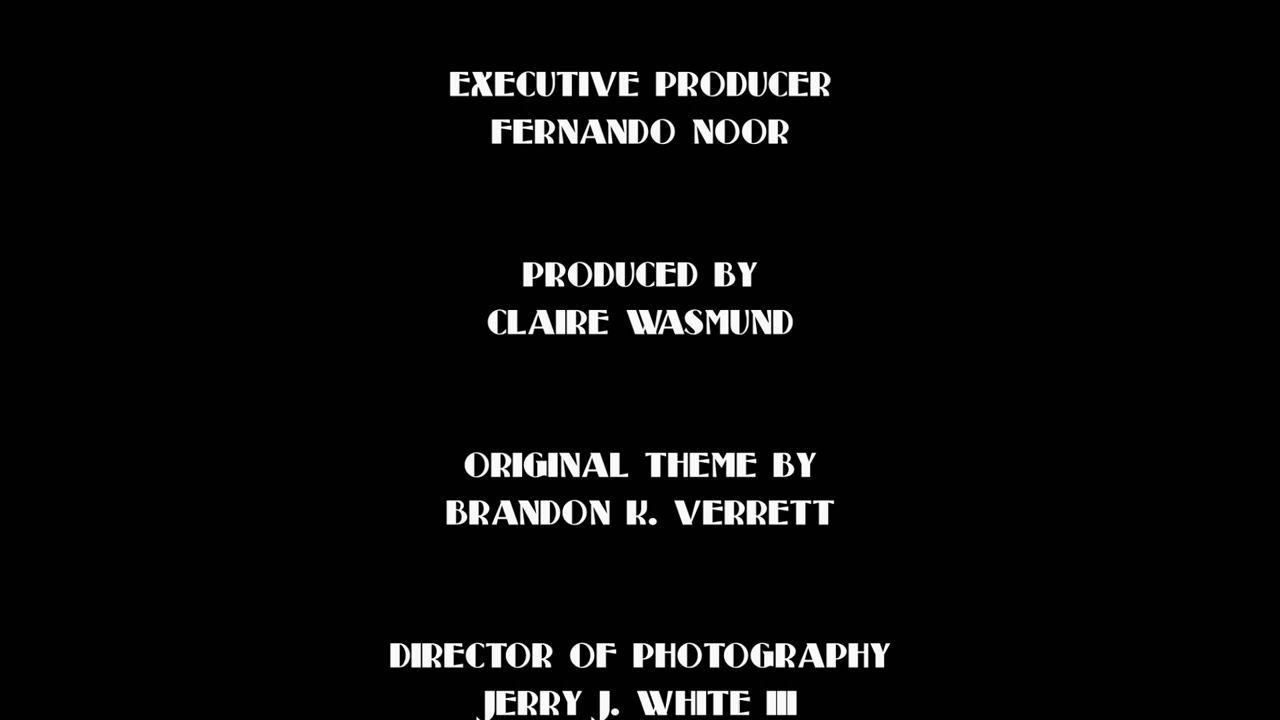 EXECUTIVE PRODUCER
FERNANDO NOOR
PRODUCED BY
CLAIRE WASMUND
ORIGINAL THEME BY
BRANDON K. VERRETT
DIRECTOR OF PHOTOGRAPHY
JERRY J. WHITE III